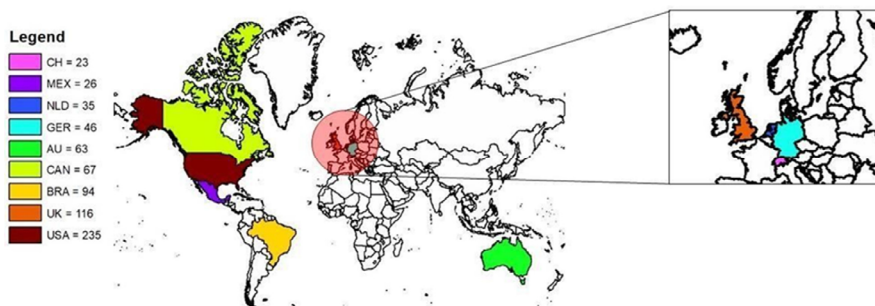 Legend
CH = 23
MEX = 26
NLD = 35
GER = 46
AU = 63
CAN = 67
BRA = 94
UK = 116
USA = 235